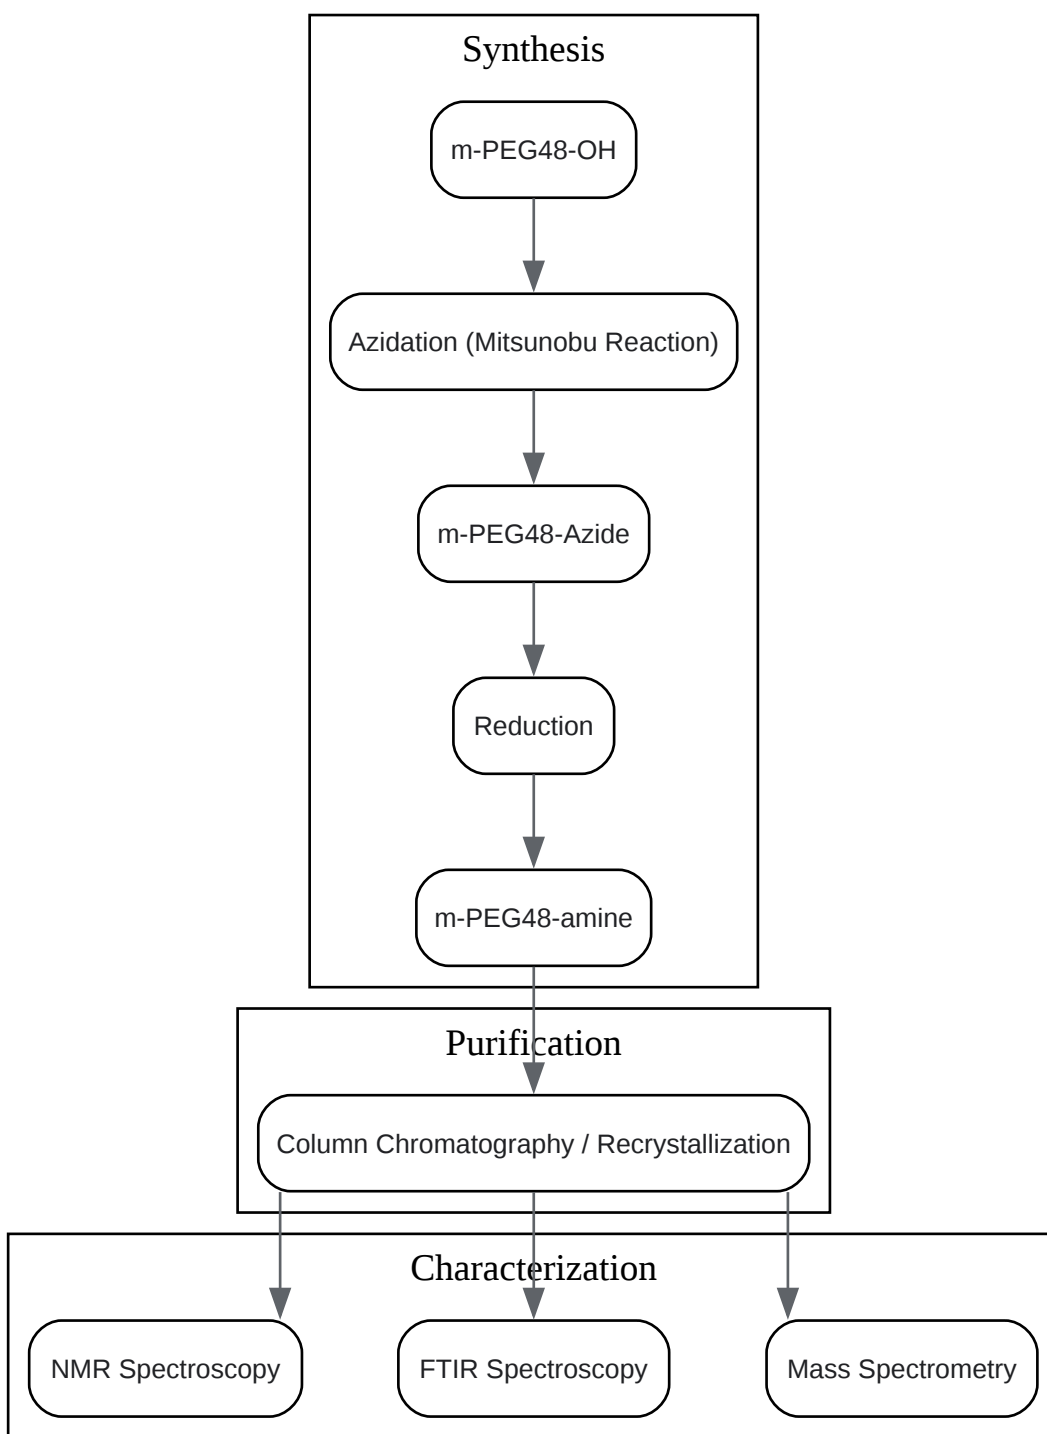 Synthesis
m-PEG48-OH
Azidation (Mitsunobu Reaction)
m-PEG48-Azide
Reduction
m-PEG48-amine
Purification
Column Chromatography / Recrystallization
Characterization
NMR Spectroscopy
FTIR Spectroscopy
Mass Spectrometry